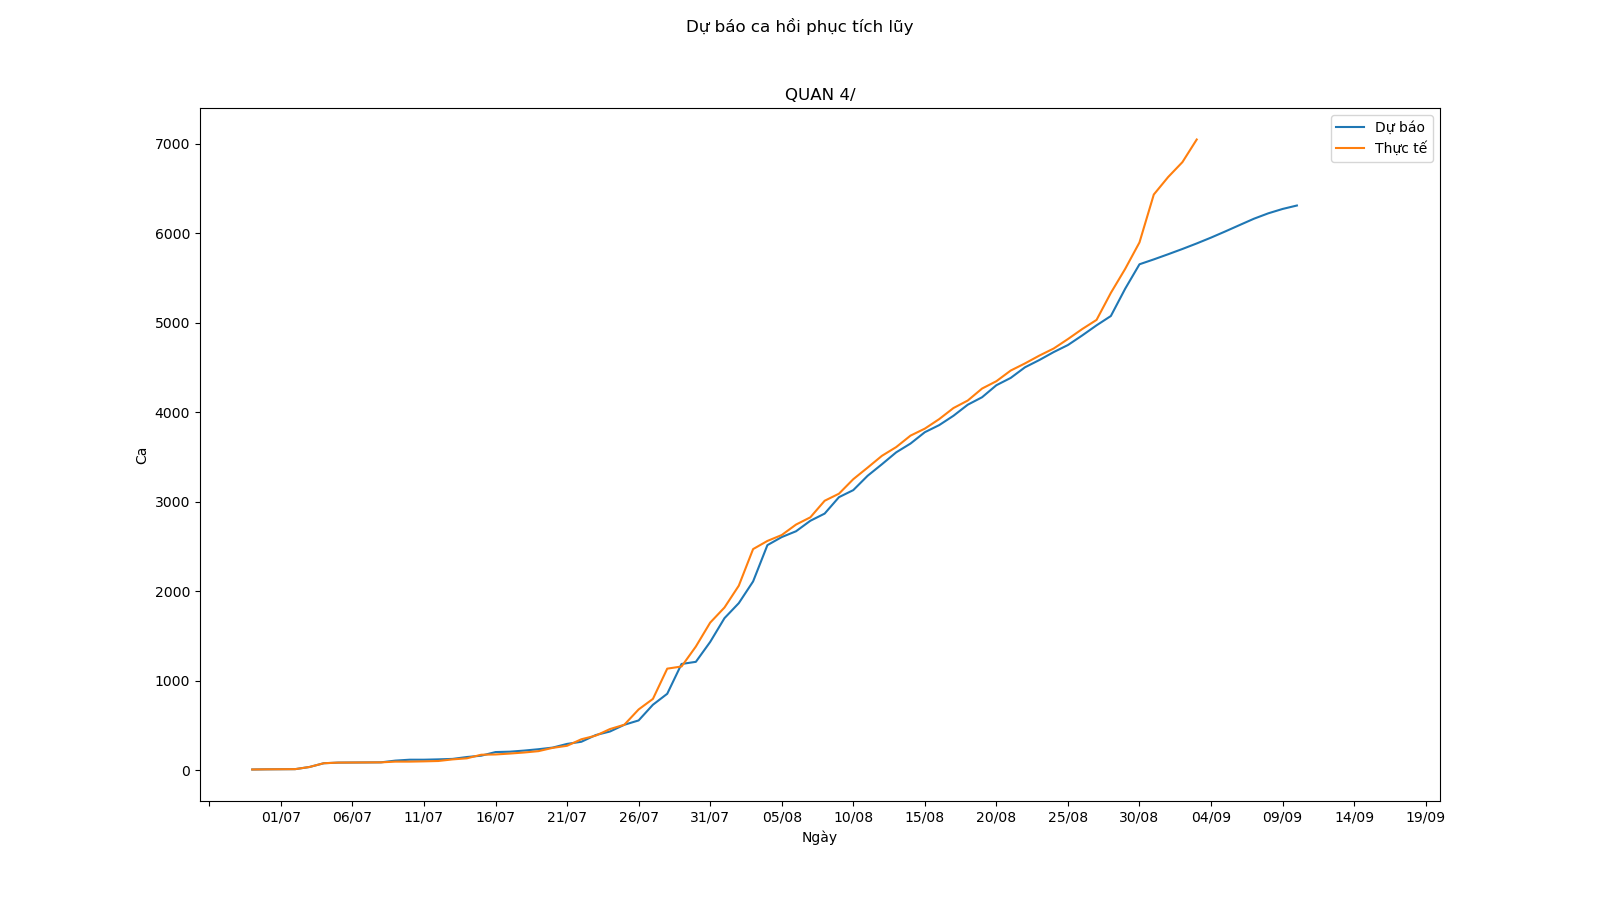 Dự báo ca hồi phục tích lũy
QUAN 4/
Dự báo
Thực tế
7000
6000
5000
4000
3000
2000
1000
0
Ca
01/07 06/07 11/07 16/07 21/07 26/07 31/07 05/08 10/08 15/08 20/08 25/08 30/08 04/09 09/09 14/09 19/09
Ngày